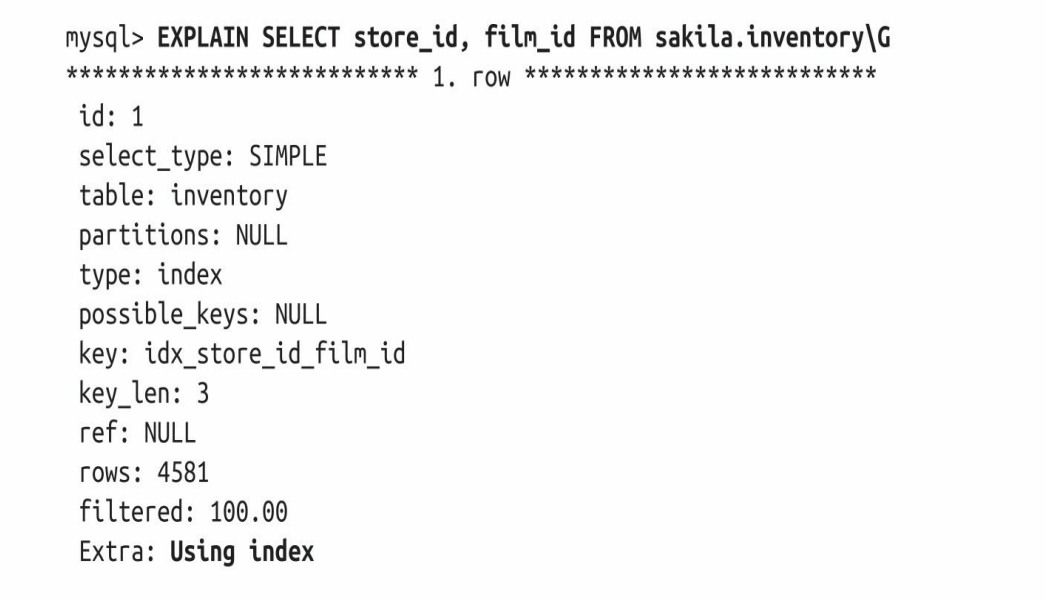 mysql> EXPLAIN SELECT store_id, film_id FROM sakila.inventory\G
*************************** 1. row ***************************
id: 1
select_type: SIMPLE
table: inventory
partitions: NULL
type: index
possible_keys: NULL
key: idx_store_id_film_id
key_len: 3
ref: NULL
rows: 4581
filtered: 100.00
Extra: Using index